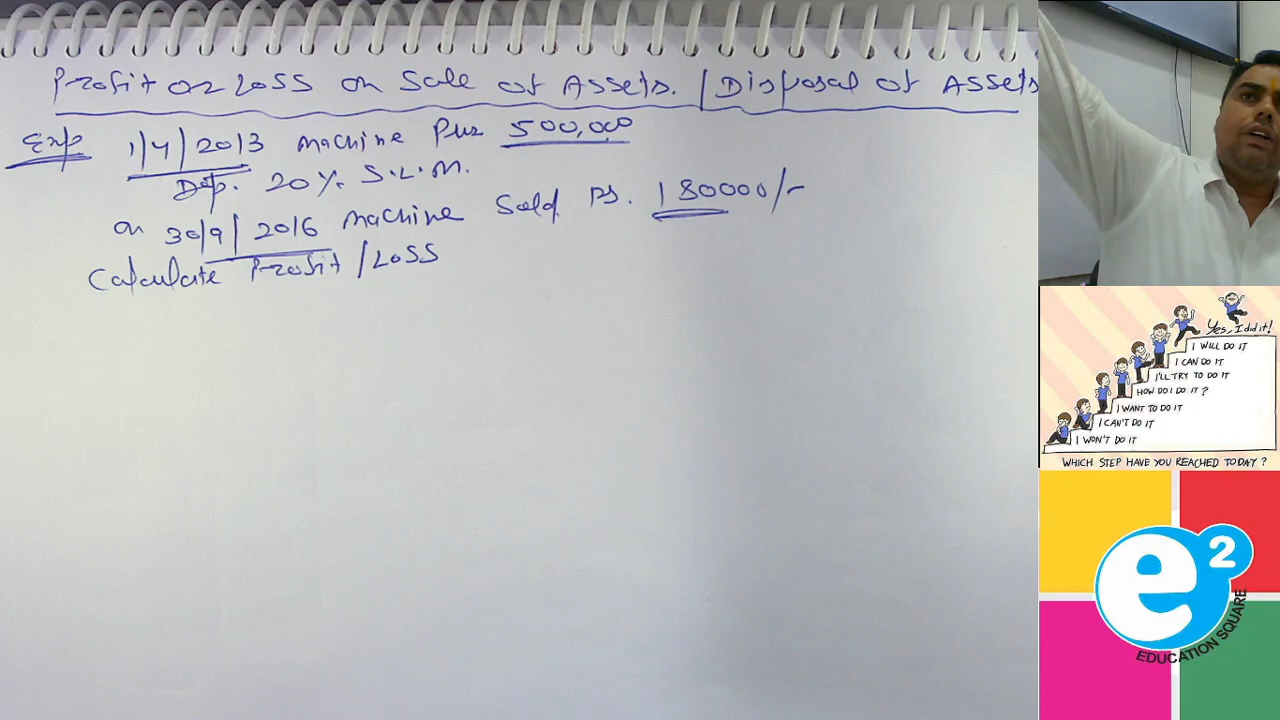 Profit or Loss on Sale of Assets. / Disposal of Assets
Exp 1/4/2013 Machine Pur 500,000
Dep. 20% S.L.M.
on 30/9/2016 Machine Sold Rs. 180000/-
Calculate Profit/Loss
Yes, I did it!
I WILL DO IT
I CAN DO IT
I'LL TRY TO DO IT
HOW DO I DO IT?
I WANT TO DO IT
I CAN'T DO IT
I WON'T DO IT
WHICH STEP HAVE YOU REACHED TODAY?
e2
EDUCATION SQUARE